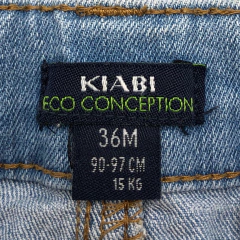 KIABI
ECO CONCEPTION
36M
90-97 CM
15 KG